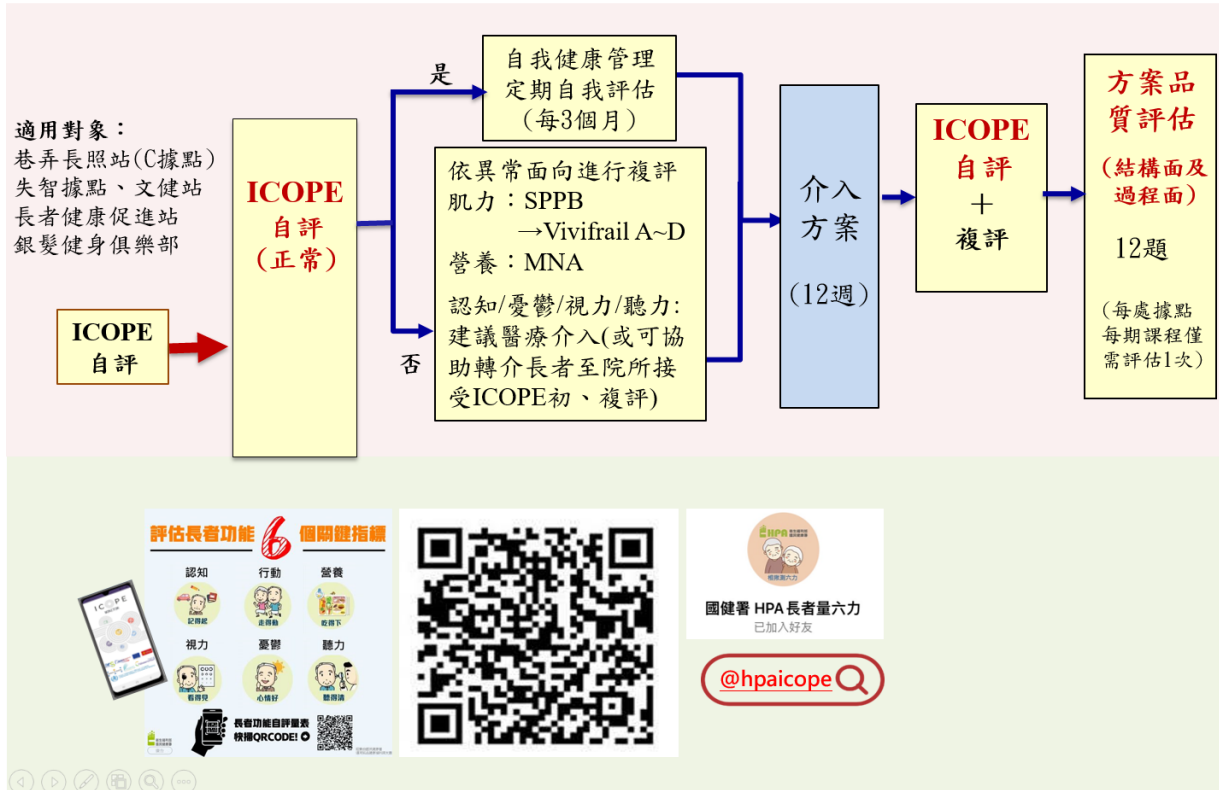 適用對象：
巷弄長照站(C據點)
失智據點、文健站
長者健康促進站
銀髮健身俱樂部
ICOPE
自評
ICOPE
自評
(正常)
是
自我健康管理
定期自我評估
(每3個月)
否
依異常面向進行複評
肌力：SPPB
→Vivifrail A~D
營養：MNA
認知/憂鬱/視力/聽力:
建議醫療介入(或可協
助轉介長者至院所接
受ICOPE初、複評)
介入
方案
(12週)
ICOPE
自評
＋
複評
方案品
質評估
(結構面及
過程面)
12題
(每處據點
每期課程僅
需評估1次)
ICOPE
評估長者功能6個關鍵指標
認知 行動 營養
記得起 走得動 吃得下
視力 憂鬱 聽力
看得見 心情好 聽得清
長者功能自評量表
快掃QRCODE!
HPA
國健署 HPA 長者量六力
已加入好友
@hpaicope